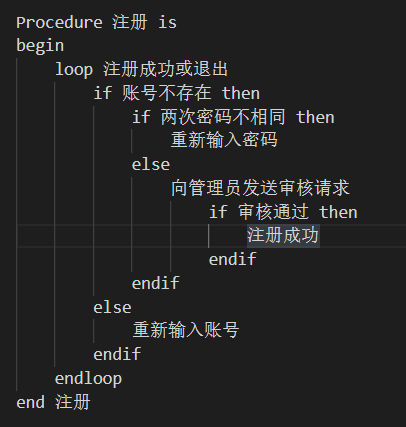 Procedure 注册 is
begin
loop 注册成功或退出
if 账号不存在 then
if 两次密码不相同 then
重新输入密码
else
向管理员发送审核请求
if 审核通过 then
注册成功
endif
endif
else
重新输入账号
endif
endloop
end 注册